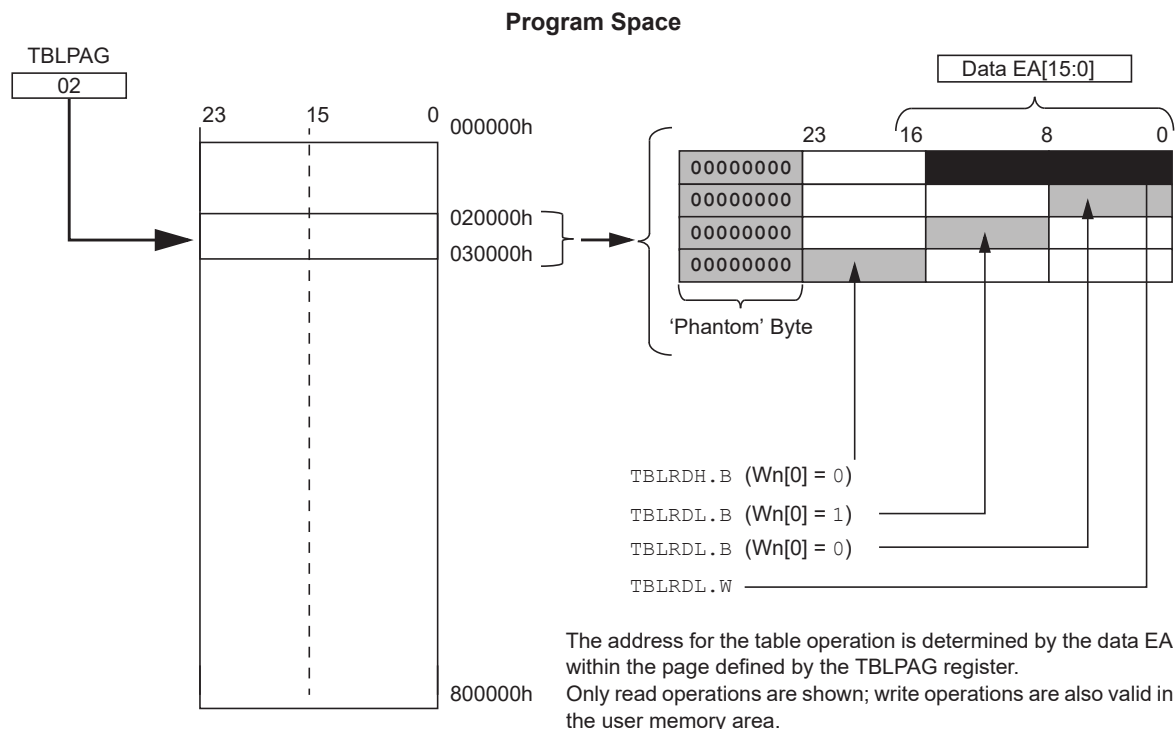 Program Space
TBLPAG
02
Data EA[15:0]
23 15 0
000000h
23 16 8 0
00000000
00000000
00000000
00000000
020000h
030000h
'Phantom' Byte
TBLRDH.B (Wn[0] = 0)
TBLRDL.B (Wn[0] = 1)
TBLRDL.B (Wn[0] = 0)
TBLRDL.W
The address for the table operation is determined by the data EA
within the page defined by the TBLPAG register.
800000h
Only read operations are shown; write operations are also valid in
the user memory area.